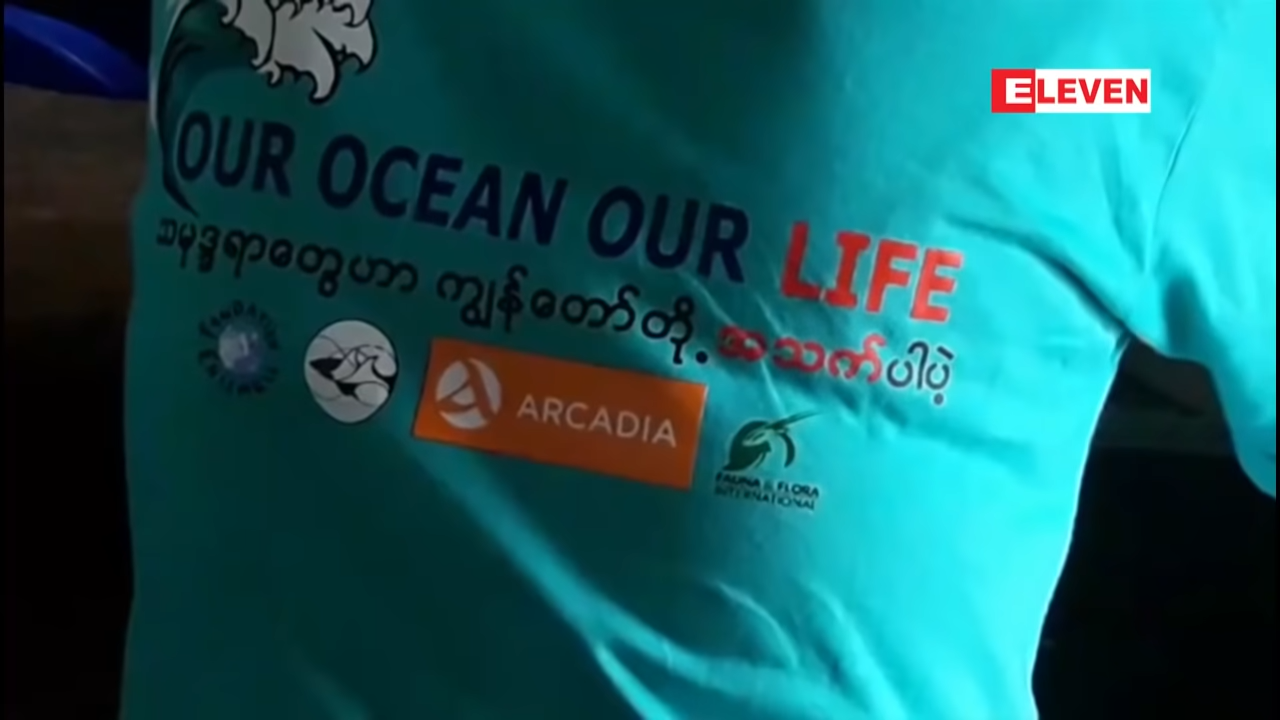 ELEVEN
OUR OCEAN OUR LIFE
သမုဒ္ဒရာတွေဟာ ကျွန်တော်တို့ အသက်ပါပဲ့
ARCADIA
FAUNA & FLORA
INTERNATIONAL